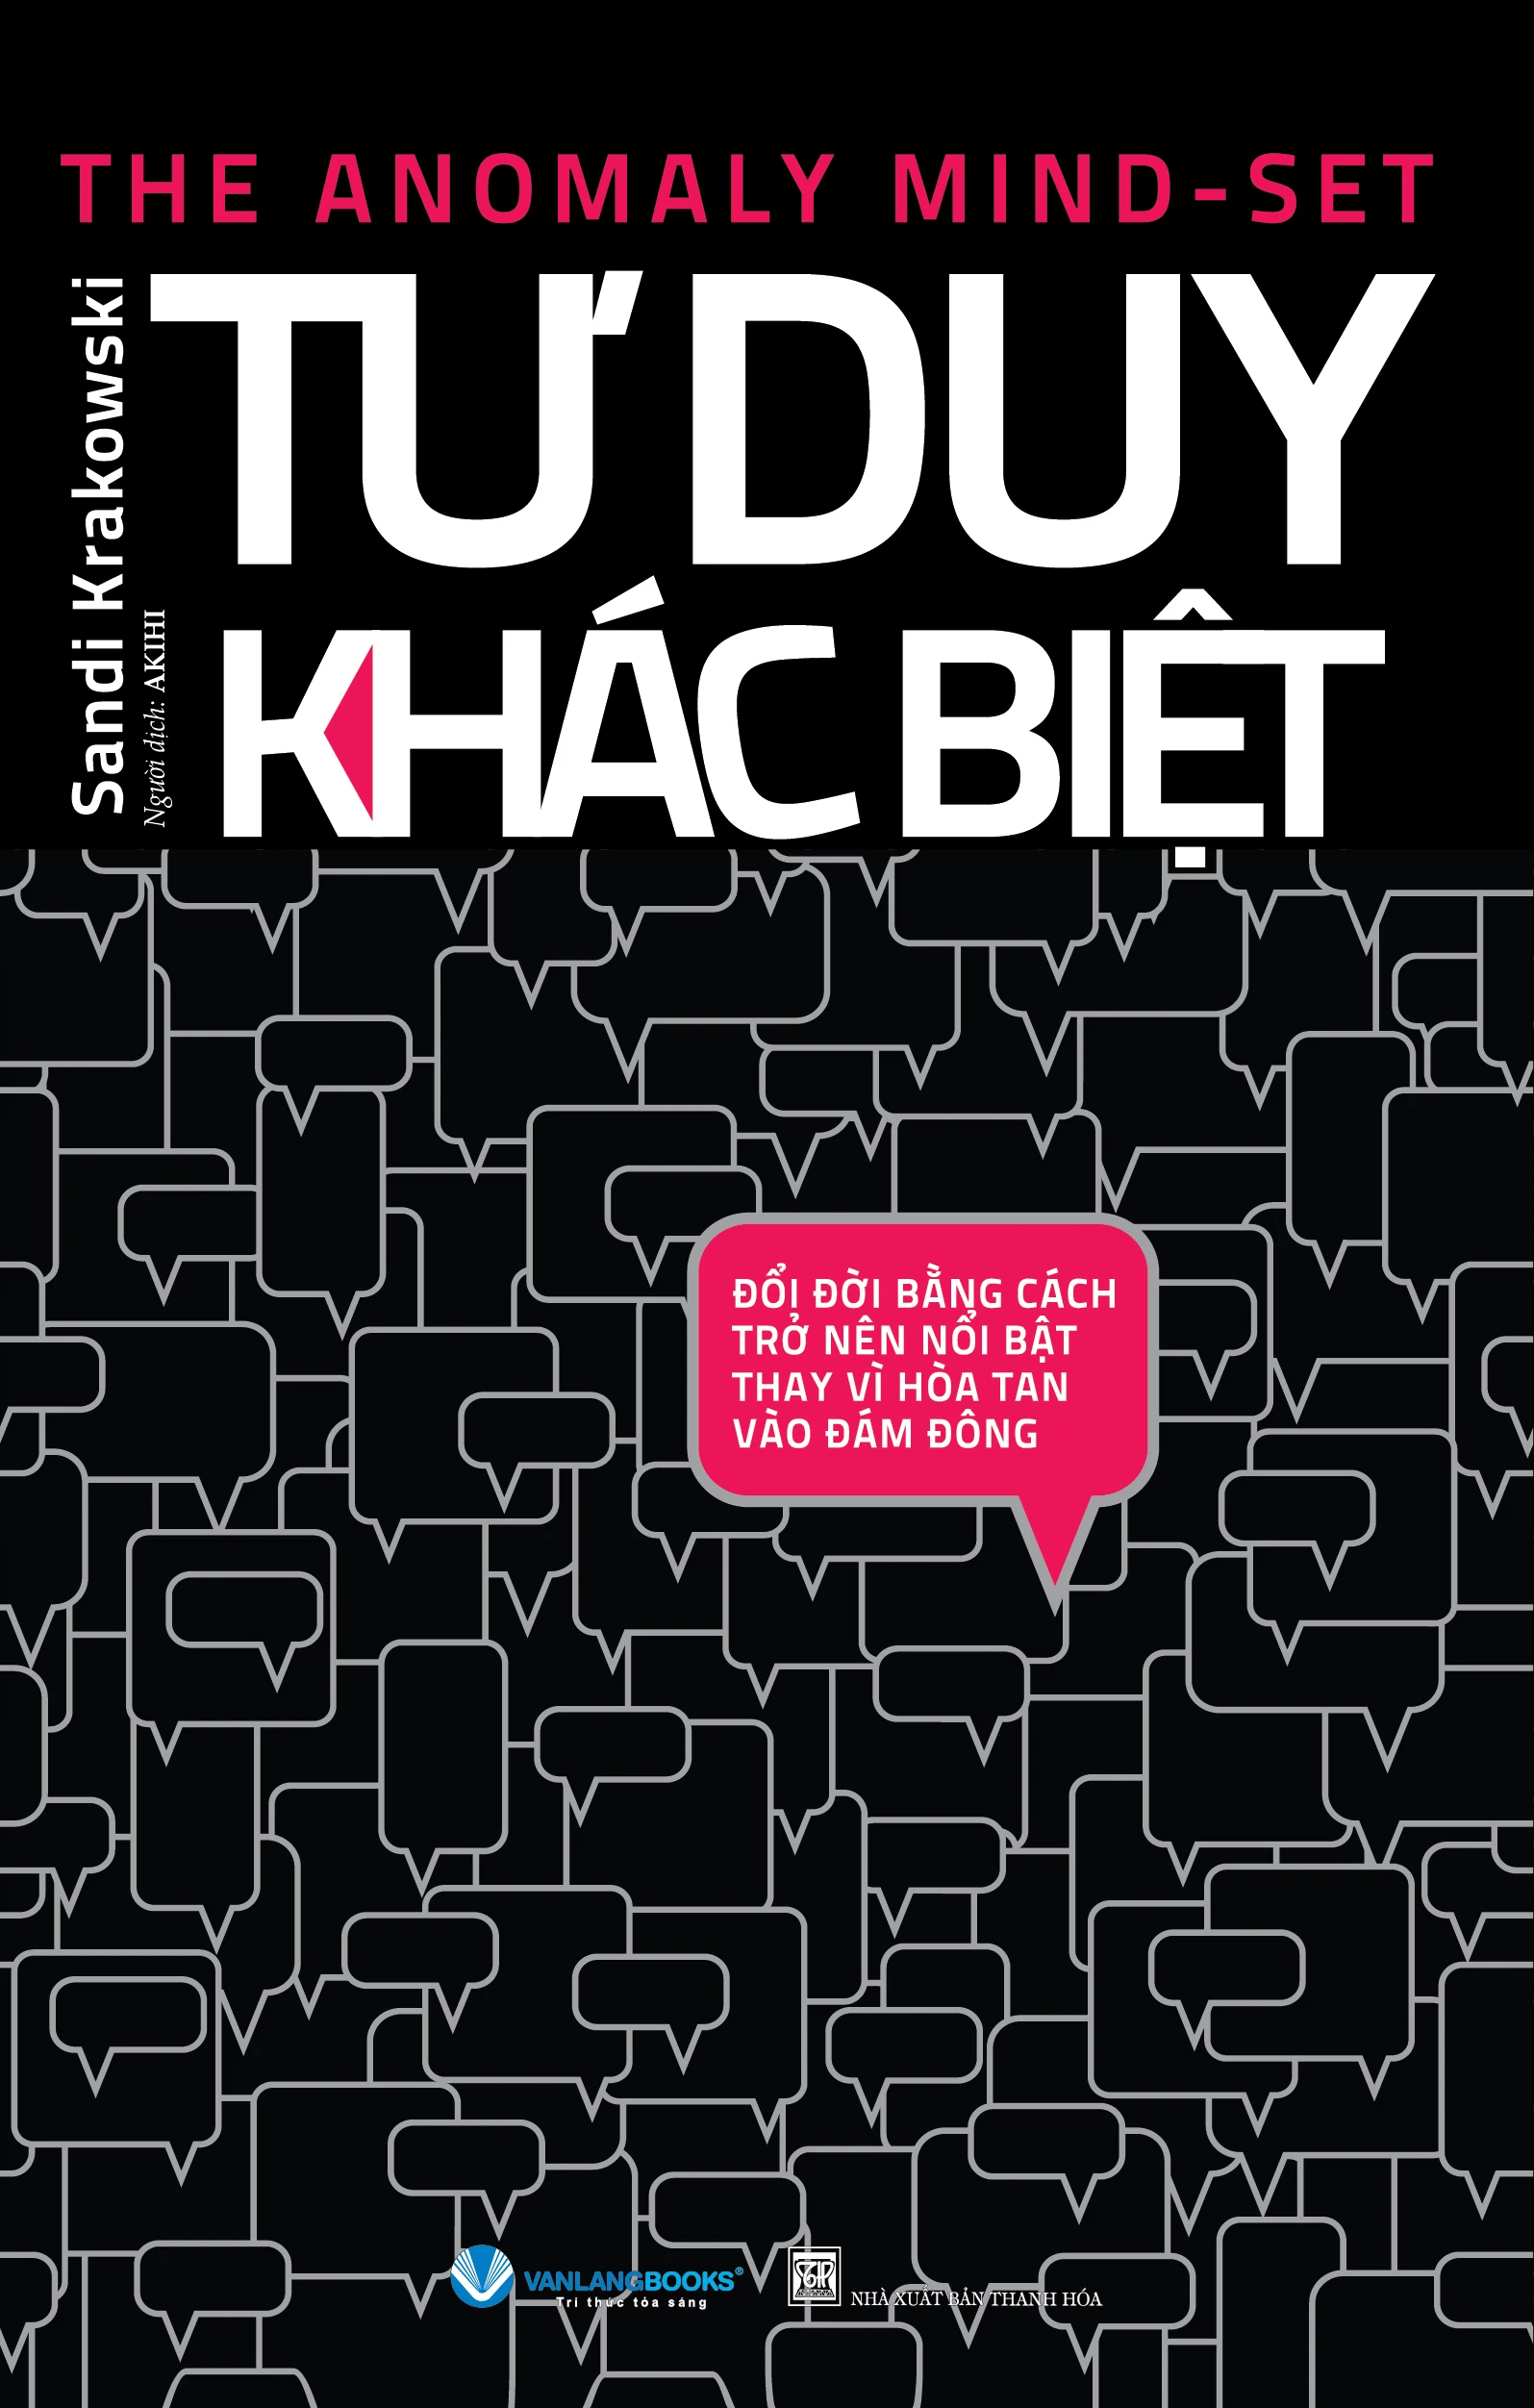 THE ANOMALY MIND-SET
TƯ DUY
KHÁC BIỆT
Sandi Krakowski
Người dịch: AKIHI
ĐỔI ĐỜI BẰNG CÁCH
TRỞ NÊN NỔI BẬT
THAY VÌ HÒA TAN
VÀO ĐÁM ĐÔNG
VANLANGBOOKS®
Tri thức tỏa sáng
NHÀ XUẤT BẢN THANH HÓA